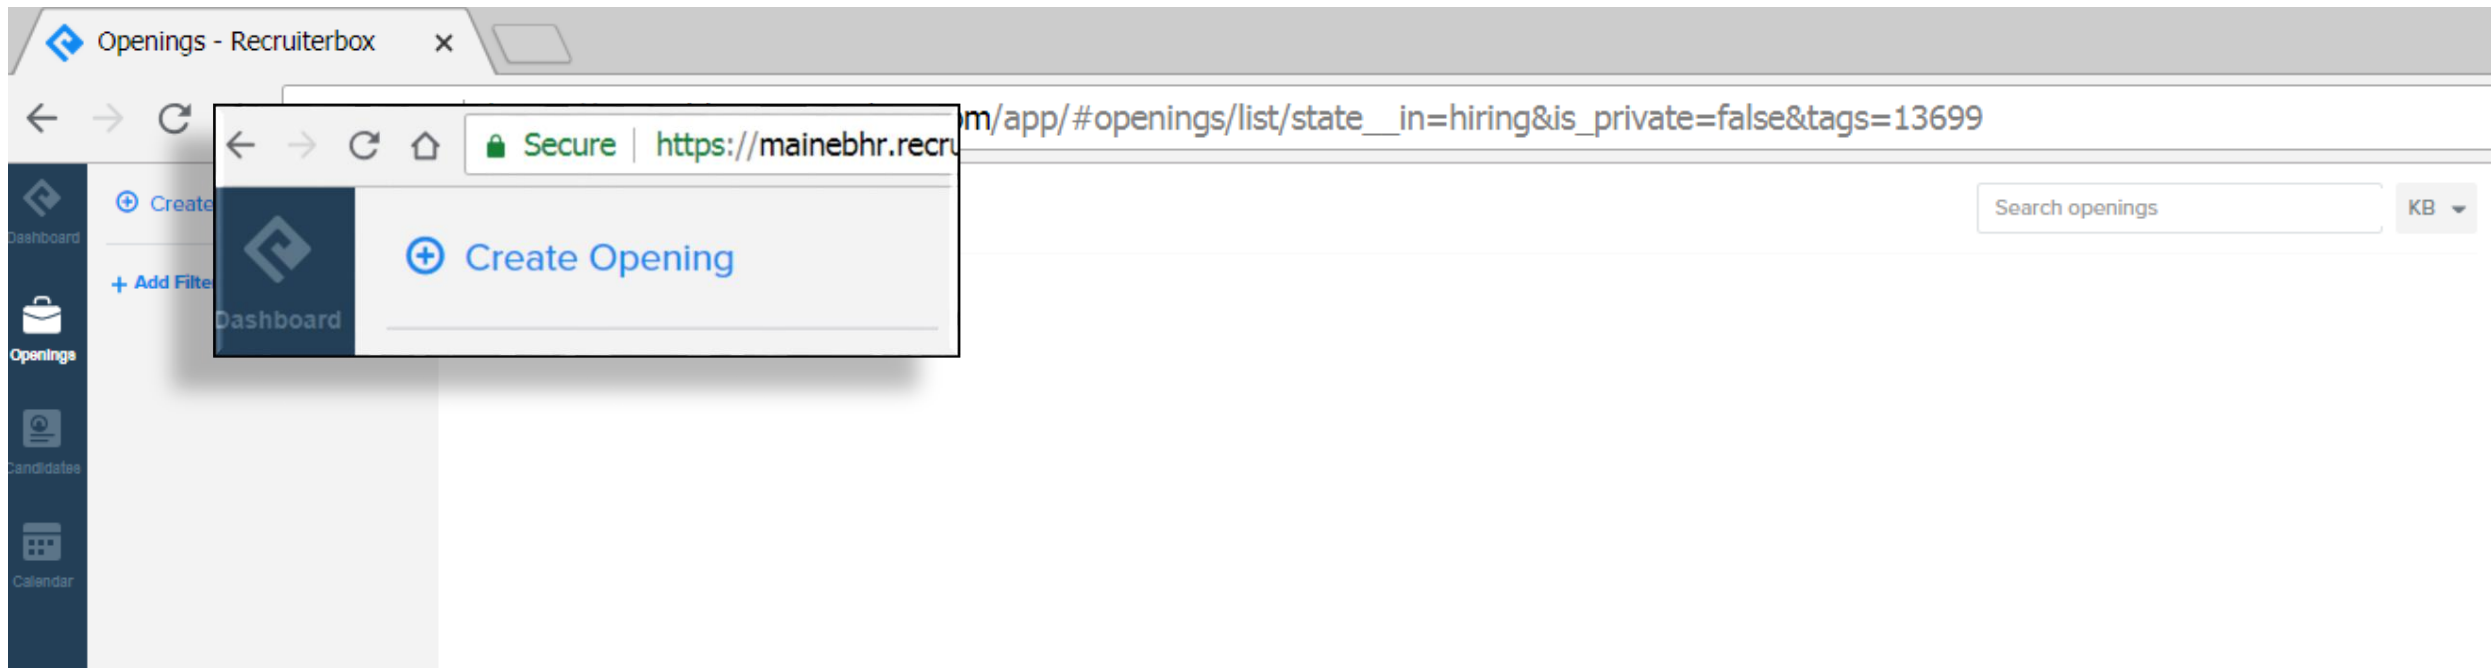 Openings - Recruiterbox
om/app/#openings/list/state__in=hiring&is_private=false&tags=13699
Secure | https://mainebhr.recru
Create
Search openings
KB
Dashboard
Create Opening
+ Add Filte
Dashboard
Openings
Candidates
Calendar